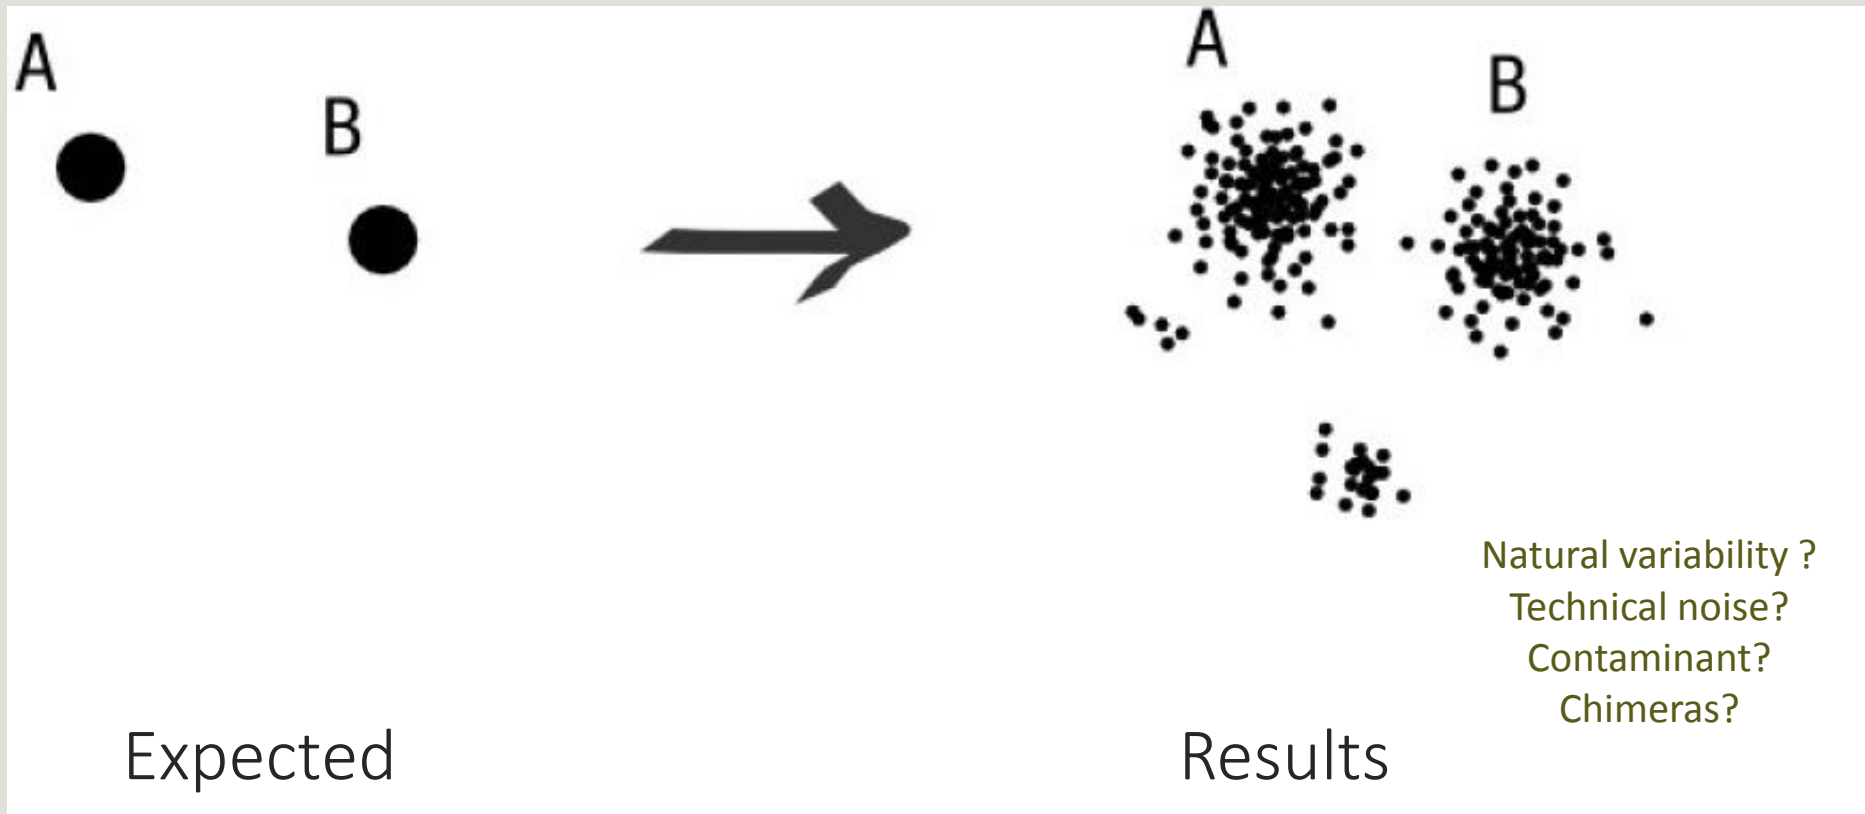 A
B
A
B
Natural variability ?
Technical noise?
Contaminant?
Chimeras?
Expected
Results